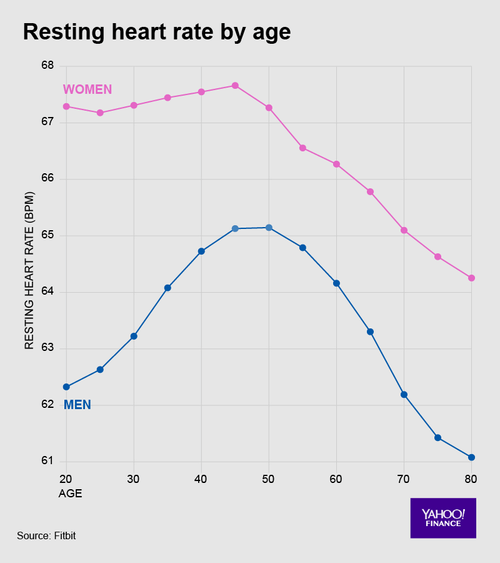 Resting heart rate by age
68
WOMEN
67
66
65
64
63
62
MEN
61
RESTING HEART RATE (BPM)
20 30 40 50 60 70 80
AGE
YAHOO!
FINANCE
Source: Fitbit